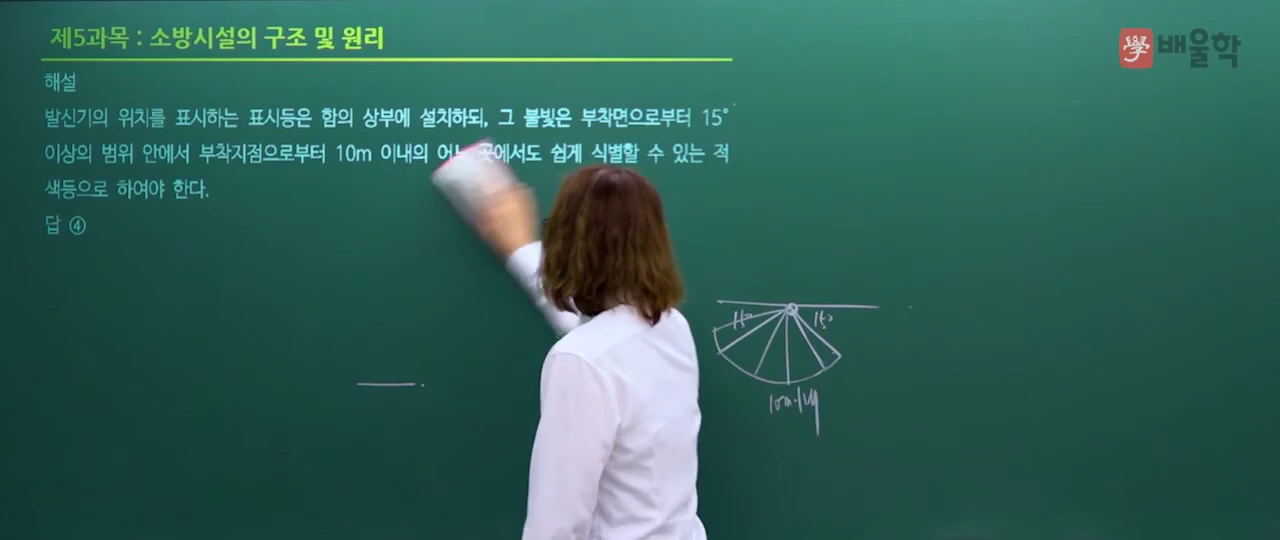 제5과목 : 소방시설의 구조 및 원리
學 배울학
해설
발신기의 위치를 표시하는 표시등은 함의 상부에 설치하되, 그 불빛은 부착면으로부터 15°
이상의 범위 안에서 부착지점으로부터 10m 이내의 어느 곳에서도 쉽게 식별할 수 있는 적
색등으로 하여야 한다.
답 ④
15° 15°